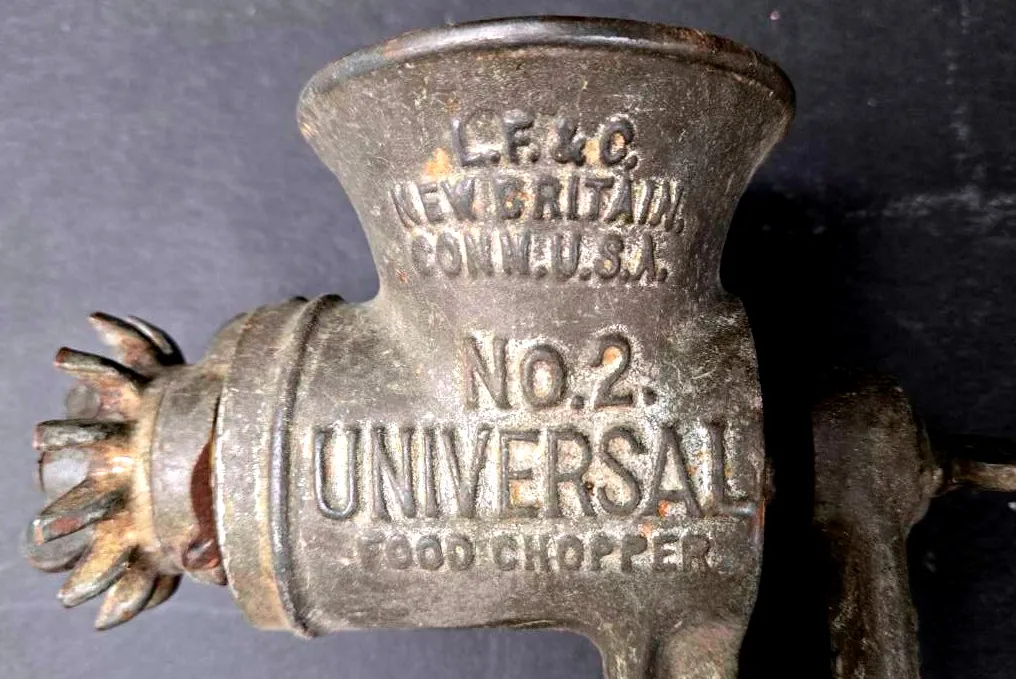 L.F. & C.
NEW BRITAIN,
CONN. U.S.A.
No. 2.
UNIVERSAL
FOOD CHOPPER